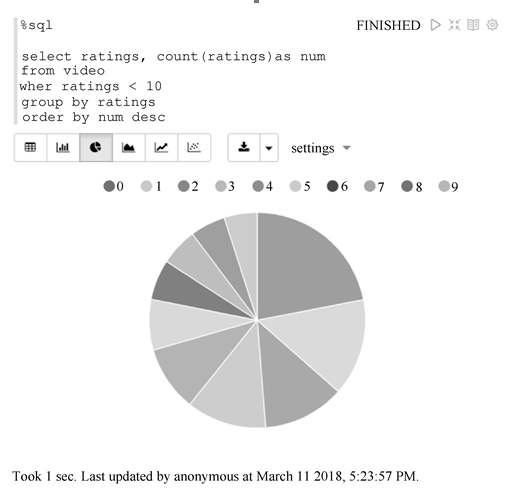 %sql
FINISHED
select ratings, count(ratings)as num
from video
wher ratings < 10
group by ratings
order by num desc
settings
0 1 2 3 4 5 6 7 8 9
Took 1 sec. Last updated by anonymous at March 11 2018, 5:23:57 PM.